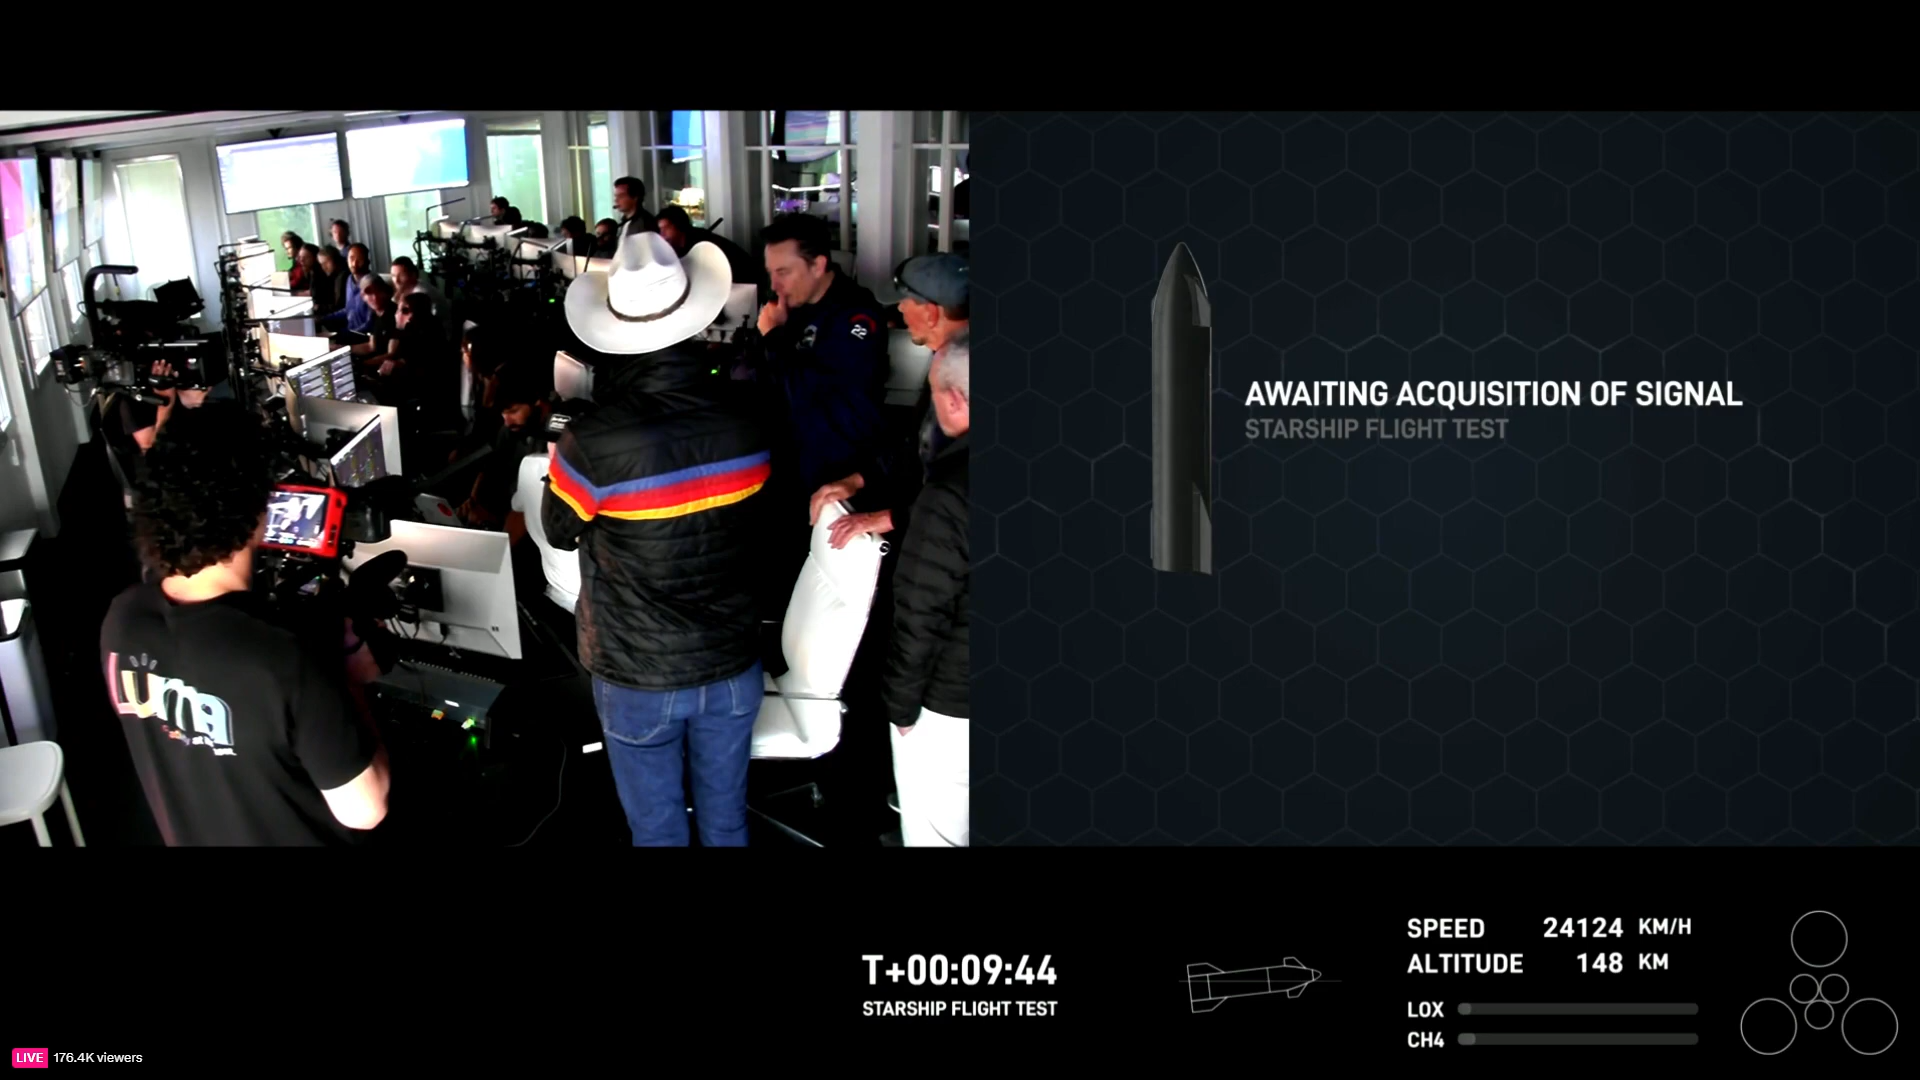 22
Luma
AWAITING ACQUISITION OF SIGNAL
STARSHIP FLIGHT TEST
T+00:09:44
STARSHIP FLIGHT TEST
SPEED 24124 KM/H
ALTITUDE 148 KM
LOX
CH4
LIVE 176.4K viewers